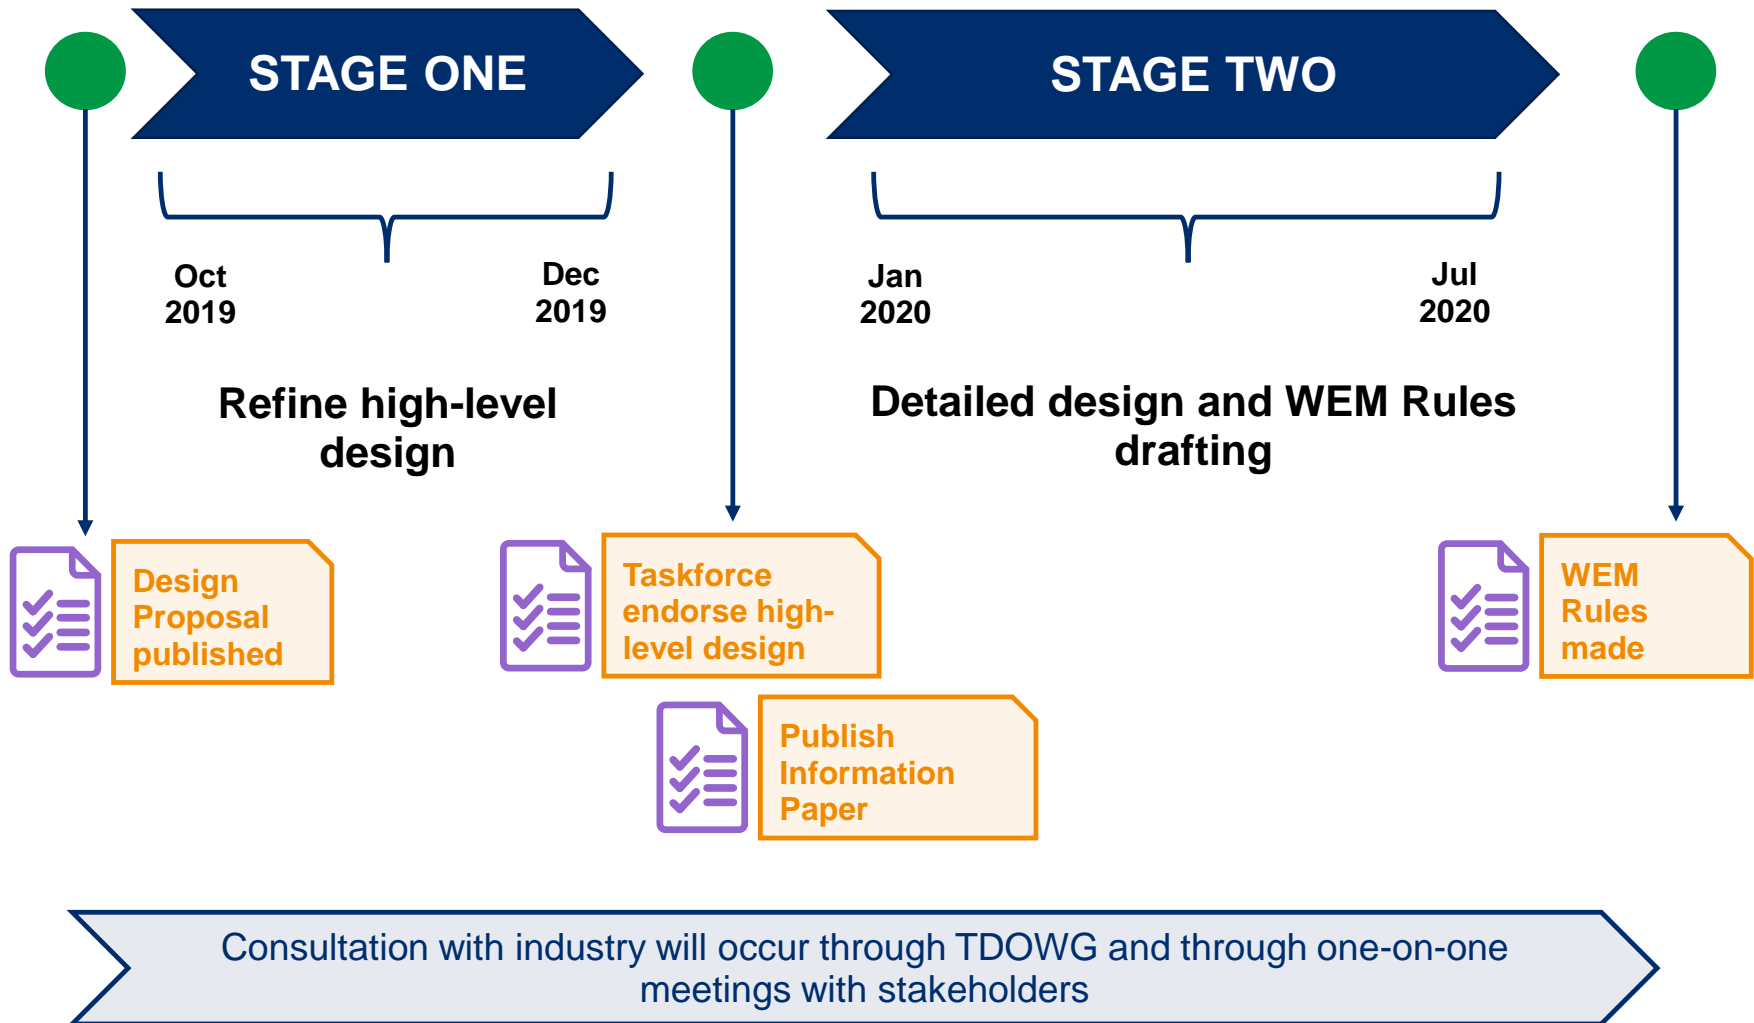 STAGE ONE
STAGE TWO
Oct
2019
Dec
2019
Jan
2020
Jul
2020
Refine high-level
design
Detailed design and WEM Rules
drafting
Design
Proposal
published
Taskforce
endorse high-
level design
WEM
Rules
made
Publish
Information
Paper
Consultation with industry will occur through TDOWG and through one-on-one
meetings with stakeholders